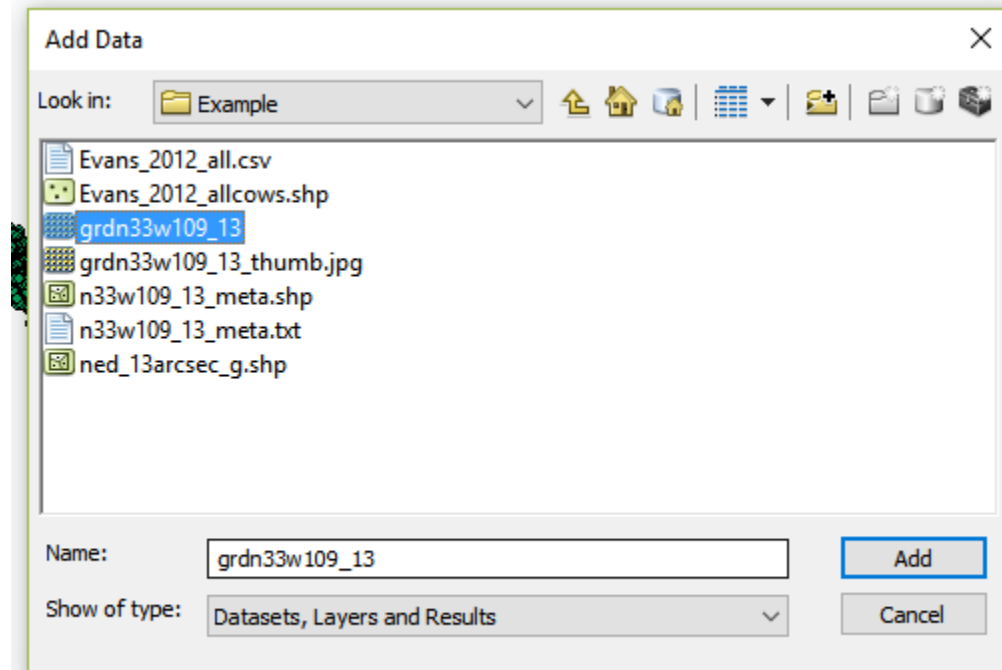 Add Data
Look in: Example
Evans_2012_all.csv
Evans_2012_allcows.shp
grdn33w109_13
grdn33w109_13_thumb.jpg
n33w109_13_meta.shp
n33w109_13_meta.txt
ned_13arcsec_g.shp
Name: grdn33w109_13 Add
Show of type: Datasets, Layers and Results Cancel